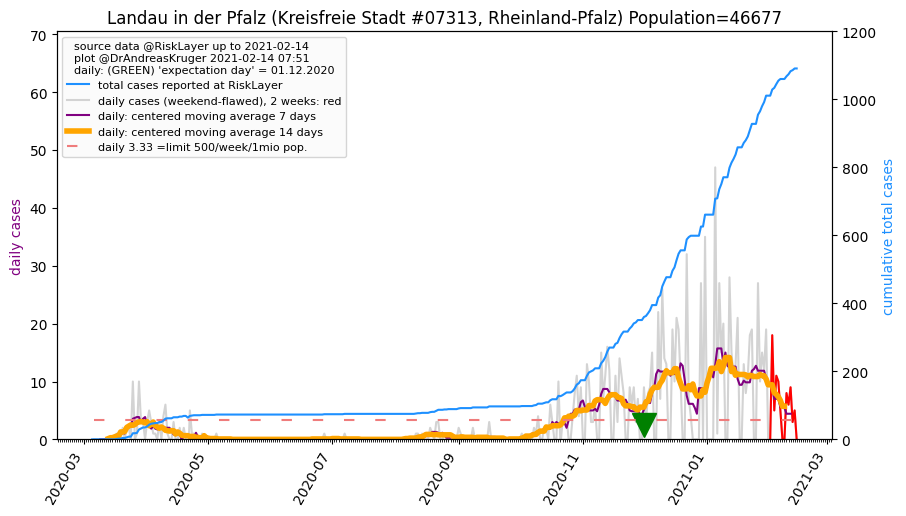 Landau in der Pfalz (Kreisfreie Stadt #07313, Rheinland-Pfalz) Population=46677
source data @RiskLayer up to 2021-02-14
plot @DrAndreasKruger 2021-02-14 07:51
daily: (GREEN) 'expectation day' = 01.12.2020
total cases reported at RiskLayer
daily cases (weekend-flawed), 2 weeks: red
daily: centered moving average 7 days
daily: centered moving average 14 days
daily 3.33 =limit 500/week/1mio pop.
daily cases
70
60
50
40
30
20
10
0
1200
1000
800
600
400
200
0
cumulative total cases
2020-03
2020-05
2020-07
2020-09
2020-11
2021-01
2021-03